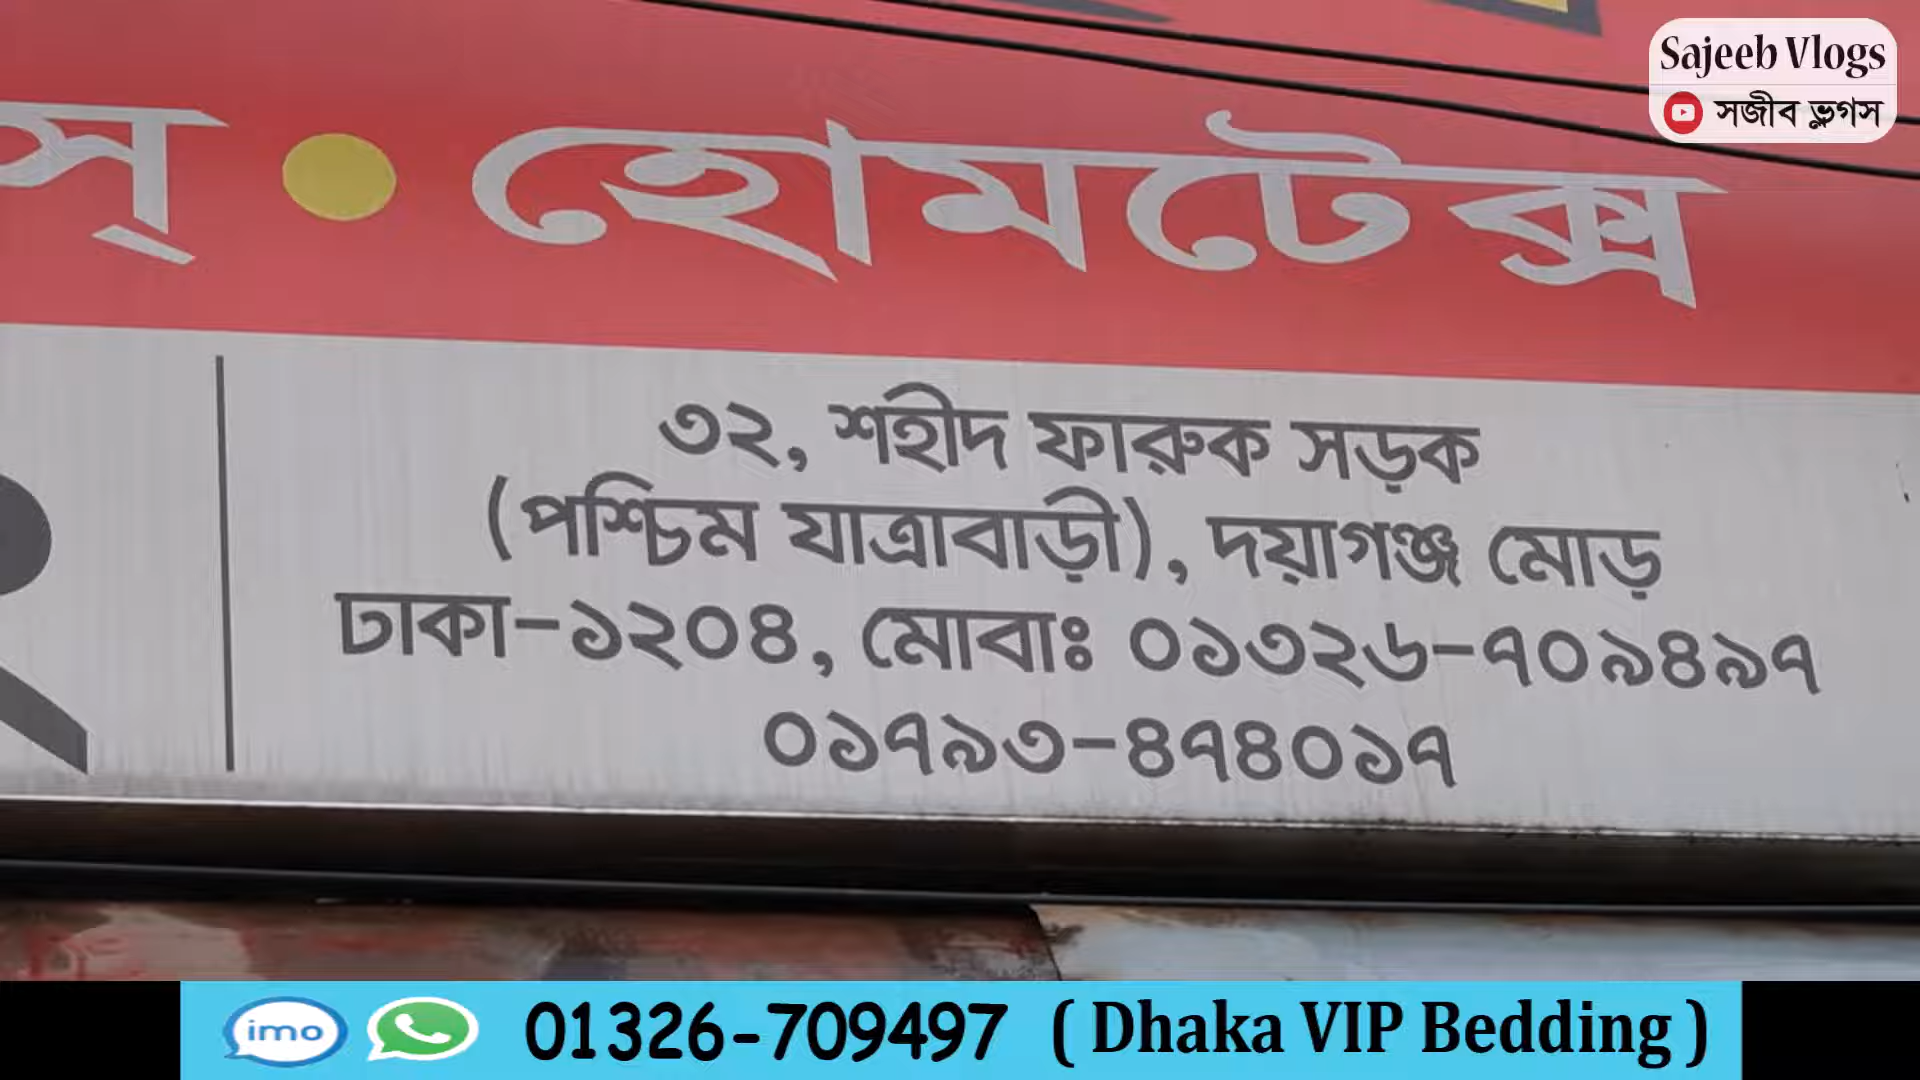 Sajeeb Vlogs
সজীব ভ্লগস
স্ • হোমটেক্স
৩২, শহীদ ফারুক সড়ক
(পশ্চিম যাত্রাবাড়ী), দয়াগঞ্জ মোড়
ঢাকা-১২০৪, মোবাঃ ০১৩২৬-৭০৯৪৯৭
০১৭৯৩-৪৭৪০১৭
imo 01326-709497 ( Dhaka VIP Bedding )